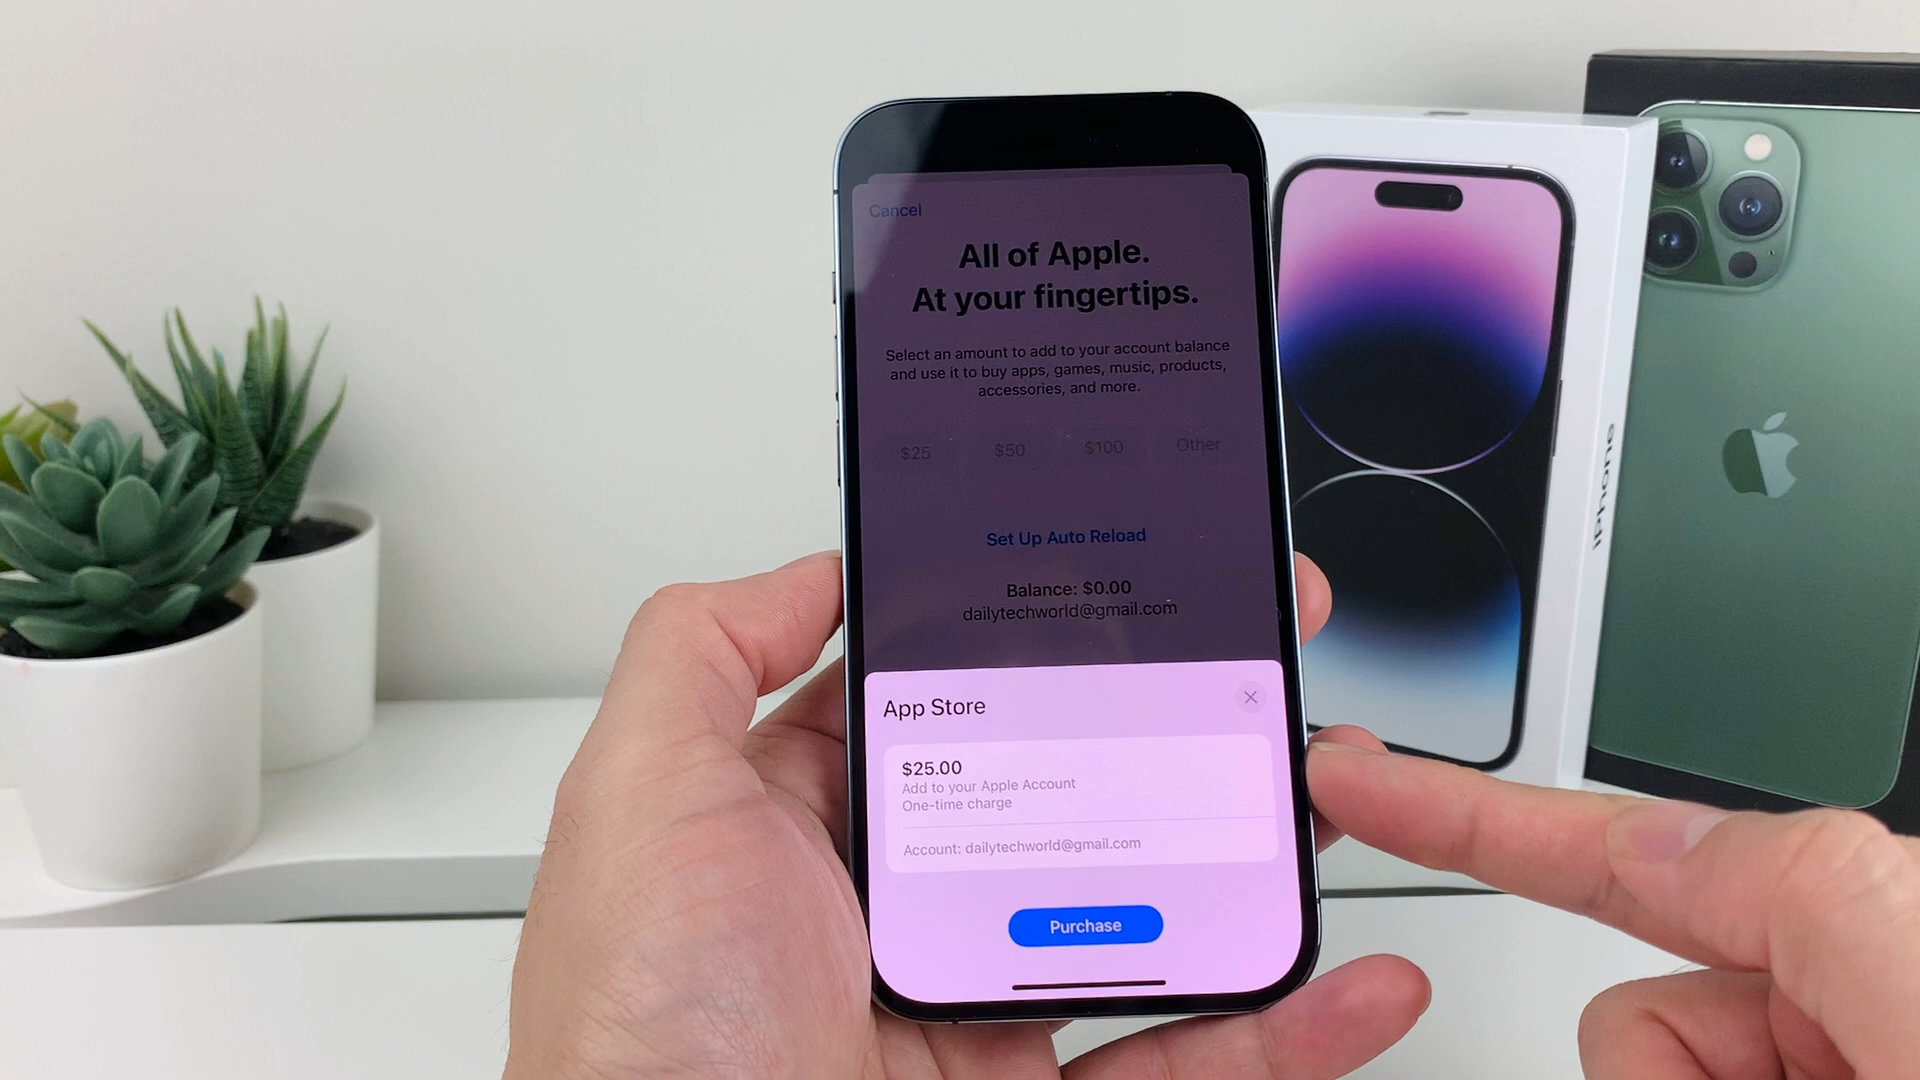 Cancel
All of Apple.
At your fingertips.
Select an amount to add to your account balance
and use it to buy apps, games, music, products,
accessories, and more.
$25 $50 $100 Other
Set Up Auto Reload
Balance: $0.00
dailytechworld@gmail.com
App Store
$25.00
Add to your Apple Account
One-time charge
Account: dailytechworld@gmail.com
Purchase
iPhone